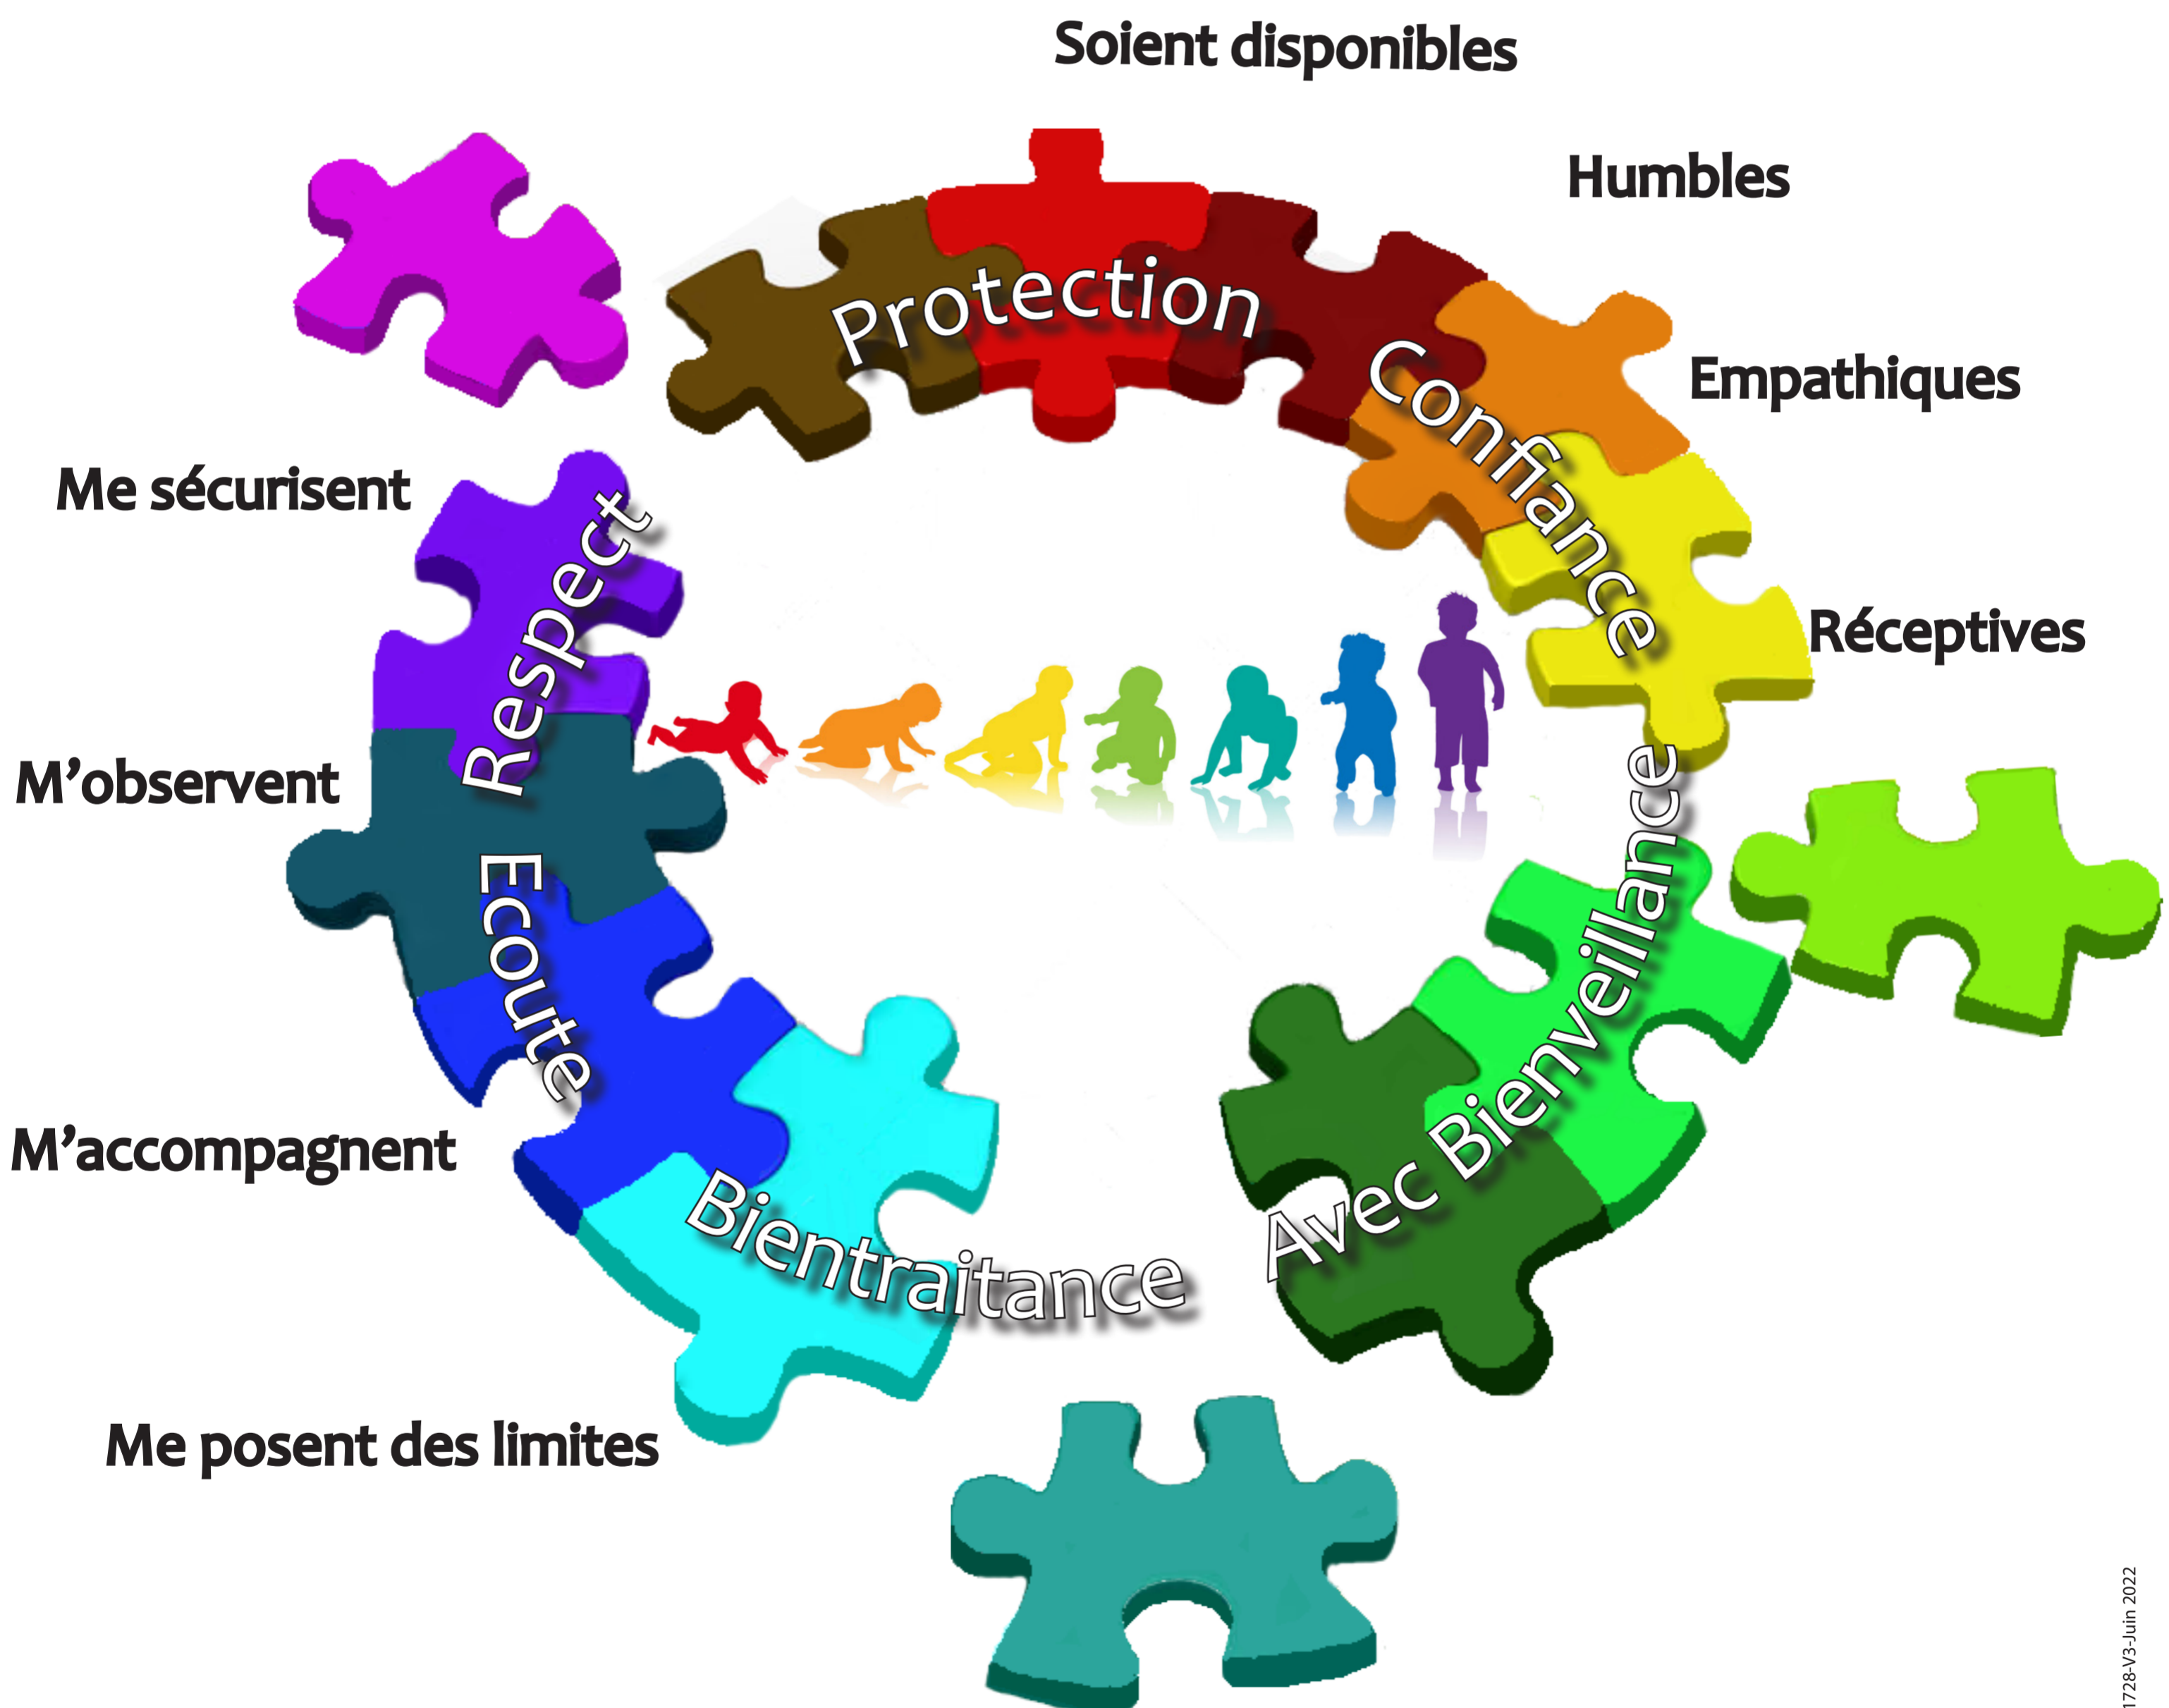 Soient disponibles
Humbles
Protection
Confiance
Empathiques
Me sécurisent
Respect
Réceptives
M’observent
Ecoute
Avec Bienveillance
M’accompagnent
Bientraitance
Me posent des limites
1728-V3-Juin 2022